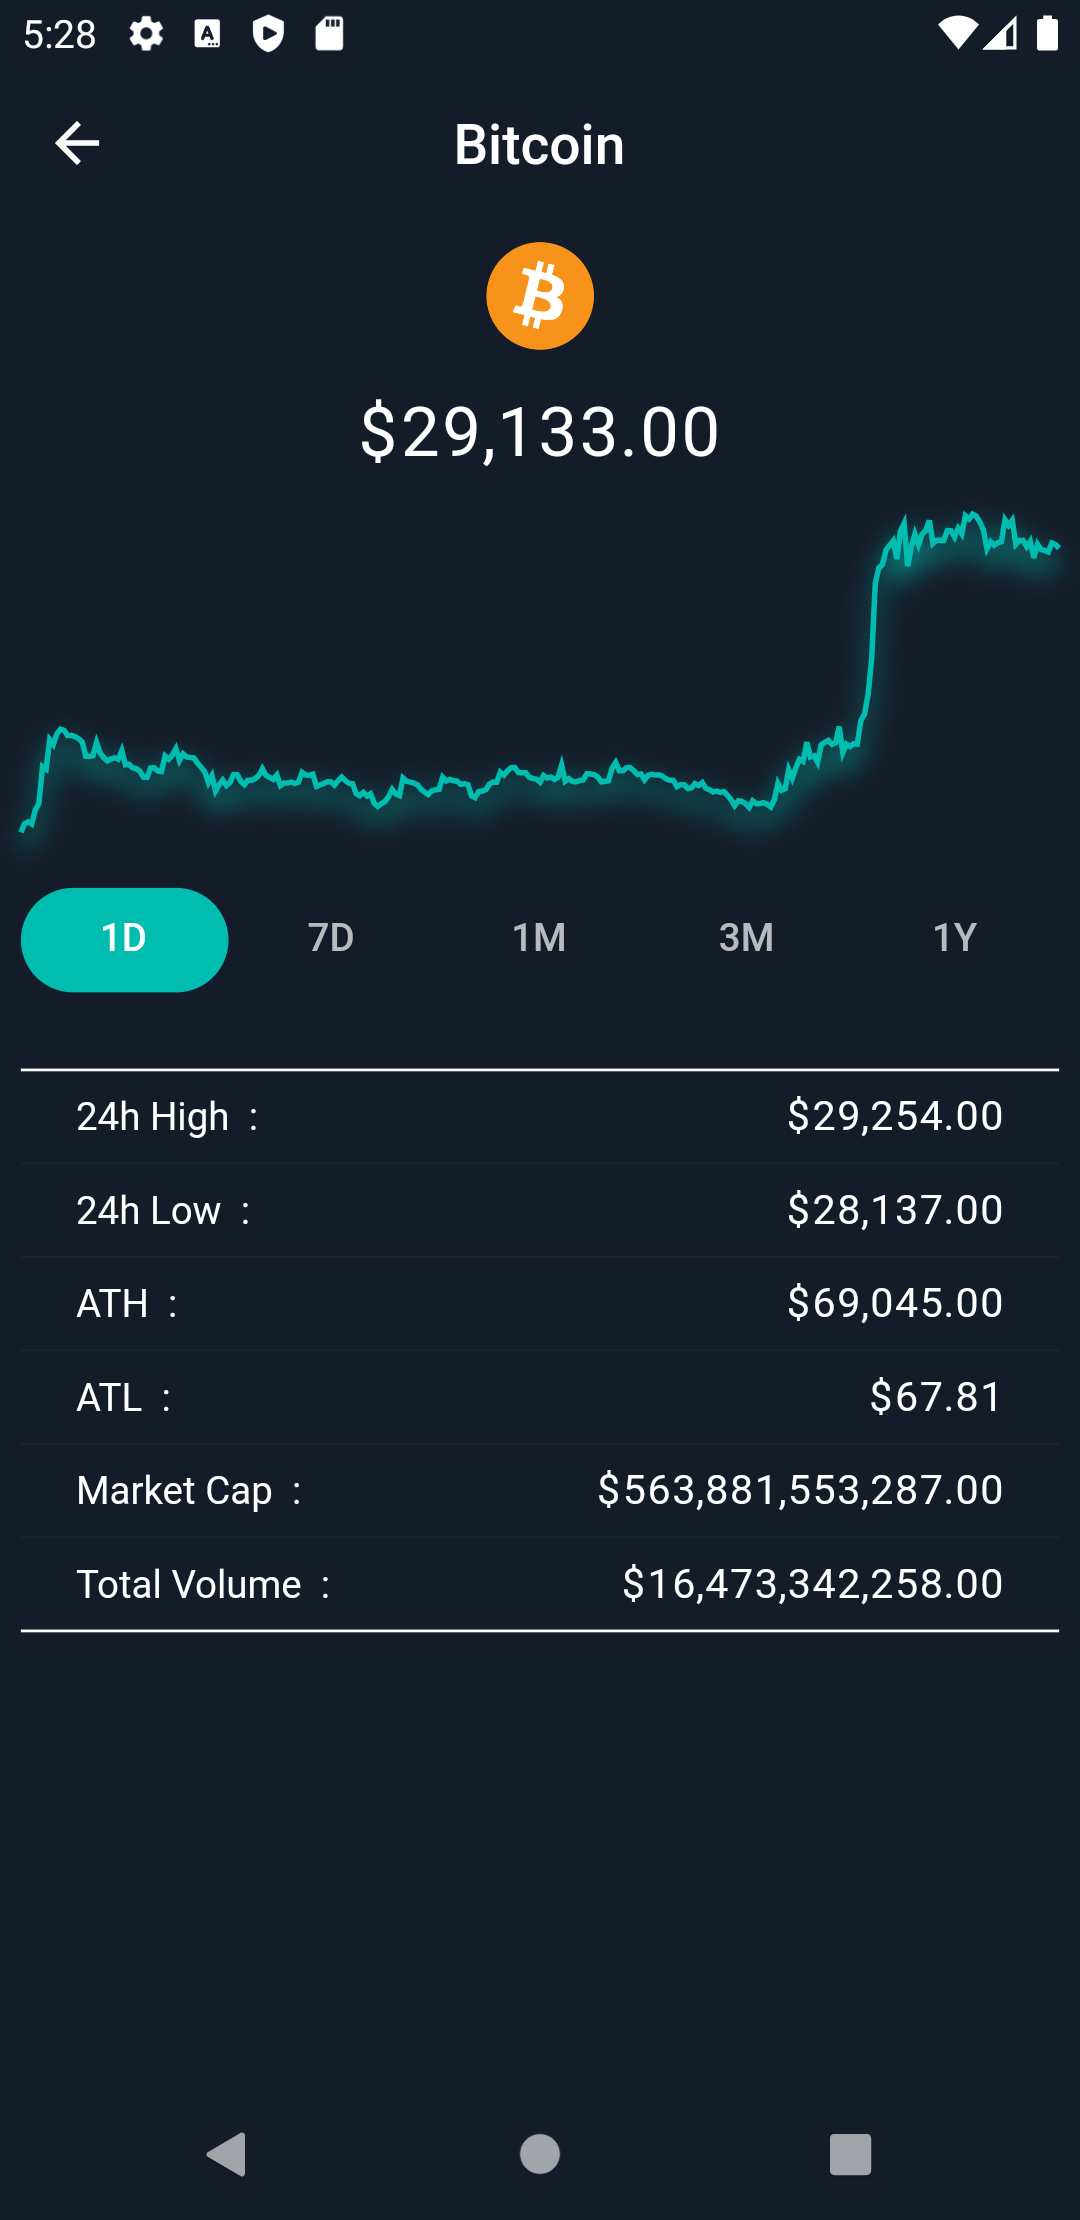 5:28
Bitcoin
$29,133.00
1D 7D 1M 3M 1Y
24h High : $29,254.00
24h Low : $28,137.00
ATH : $69,045.00
ATL : $67.81
Market Cap : $563,881,553,287.00
Total Volume : $16,473,342,258.00